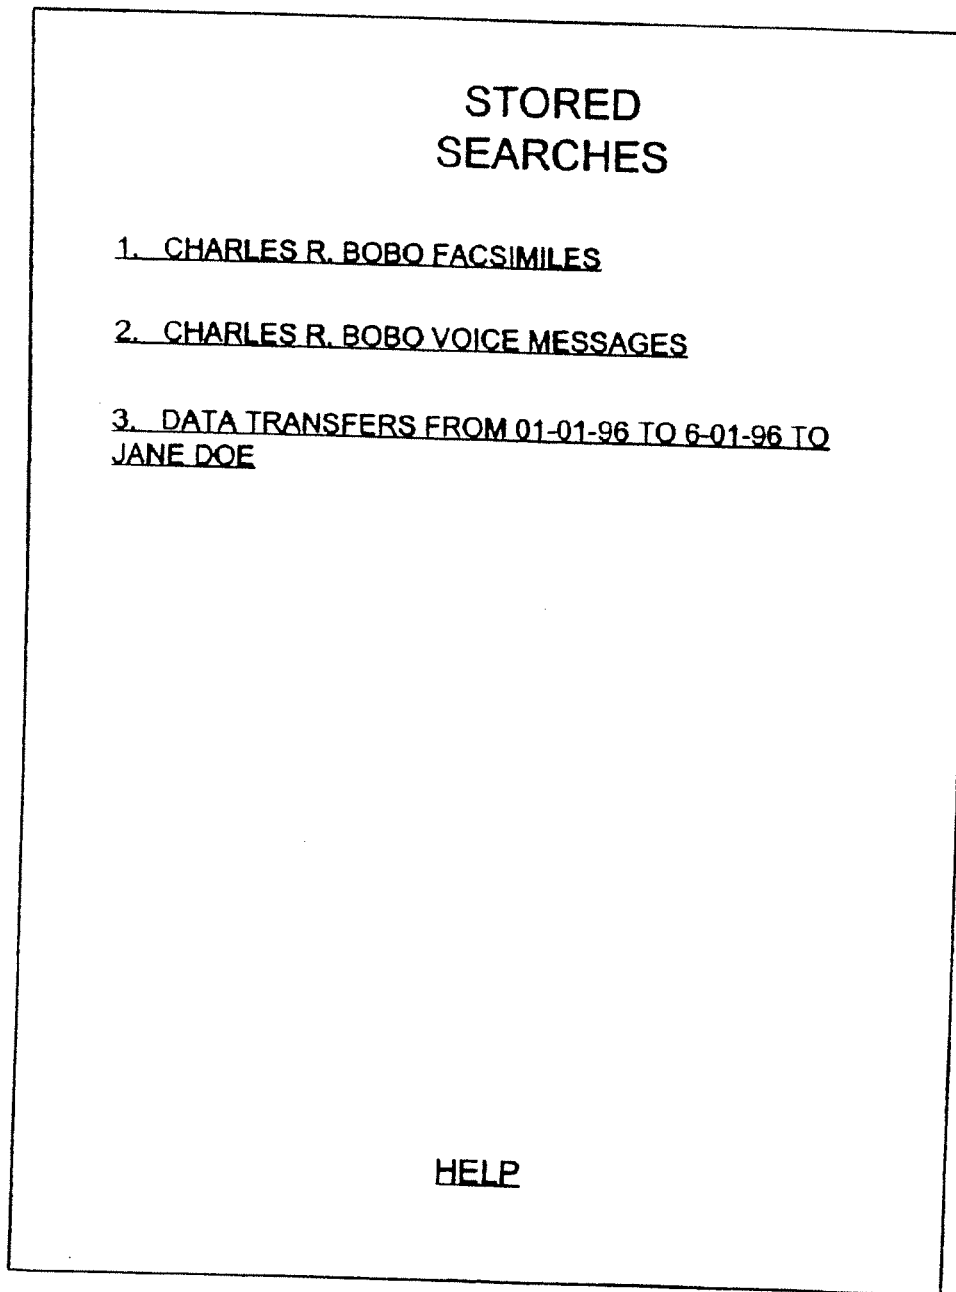 STORED
SEARCHES
1. CHARLES R. BOBO FACSIMILES
2. CHARLES R. BOBO VOICE MESSAGES
3. DATA TRANSFERS FROM 01-01-96 TO 6-01-96 TO
JANE DOE
HELP